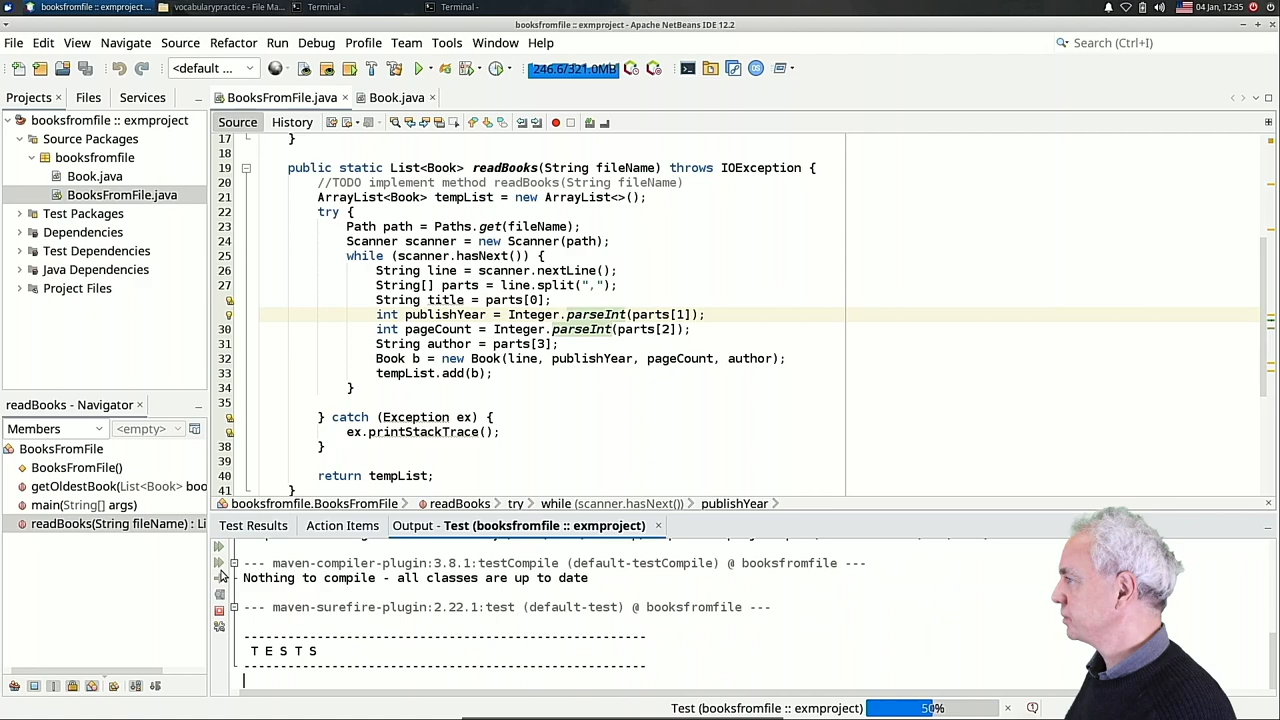 booksfromfile :: exmproject ...
vocabularypractice - File Ma...
Terminal -
Terminal -
04 Jan, 12:35
booksfromfile :: exmproject - Apache NetBeans IDE 12.2
File Edit View Navigate Source Refactor Run Debug Profile Team Tools Window Help
Search (Ctrl+I)
<default ...
246.6/321.0MB
Projects Files Services
BooksFromFile.java Book.java
booksfromfile :: exmproject
Source Packages
booksfromfile
Book.java
BooksFromFile.java
Test Packages
Dependencies
Test Dependencies
Java Dependencies
Project Files
Source History
17 }
18
19 public static List<Book> readBooks(String fileName) throws IOException {
20 //TODO implement method readBooks(String fileName)
21 ArrayList<Book> tempList = new ArrayList<>();
22 try {
23 Path path = Paths.get(fileName);
24 Scanner scanner = new Scanner(path);
25 while (scanner.hasNext()) {
26 String line = scanner.nextLine();
27 String[] parts = line.split(",");
String title = parts[0];
int publishYear = Integer.parseInt(parts[1]);
30 int pageCount = Integer.parseInt(parts[2]);
31 String author = parts[3];
32 Book b = new Book(line, publishYear, pageCount, author);
33 tempList.add(b);
34 }
35
} catch (Exception ex) {
ex.printStackTrace();
38 }
39
40 return tempList;
41 }
booksfromfile.BooksFromFile readBooks try while (scanner.hasNext()) publishYear
readBooks - Navigator
Members <empty>
BooksFromFile
BooksFromFile()
getOldestBook(List<Book> boo
main(String[] args)
readBooks(String fileName) : Li
Test Results Action Items Output - Test (booksfromfile :: exmproject)
--- maven-compiler-plugin:3.8.1:testCompile (default-testCompile) @ booksfromfile ---
Nothing to compile - all classes are up to date
--- maven-surefire-plugin:2.22.1:test (default-test) @ booksfromfile ---
-------------------------------------------------------
T E S T S
-------------------------------------------------------
Test (booksfromfile :: exmproject) 50%